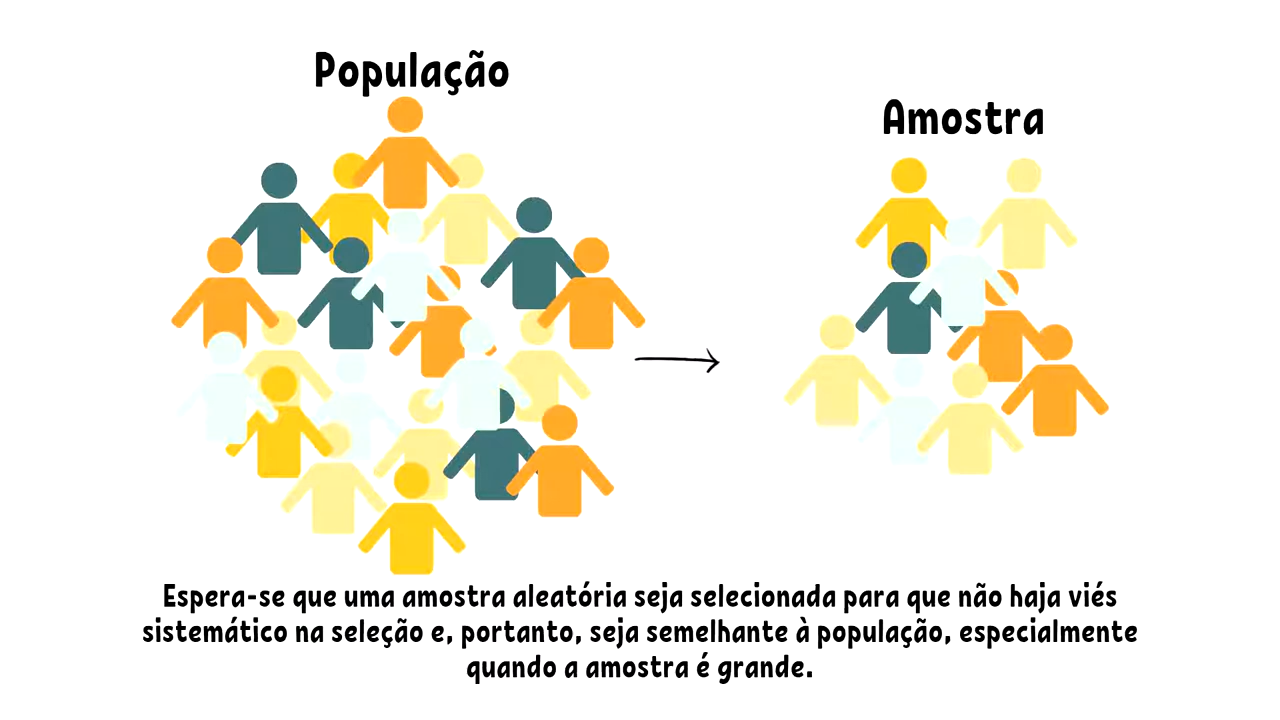 População
Amostra
Espera-se que uma amostra aleatória seja selecionada para que não haja viés
sistemático na seleção e, portanto, seja semelhante à população, especialmente
quando a amostra é grande.